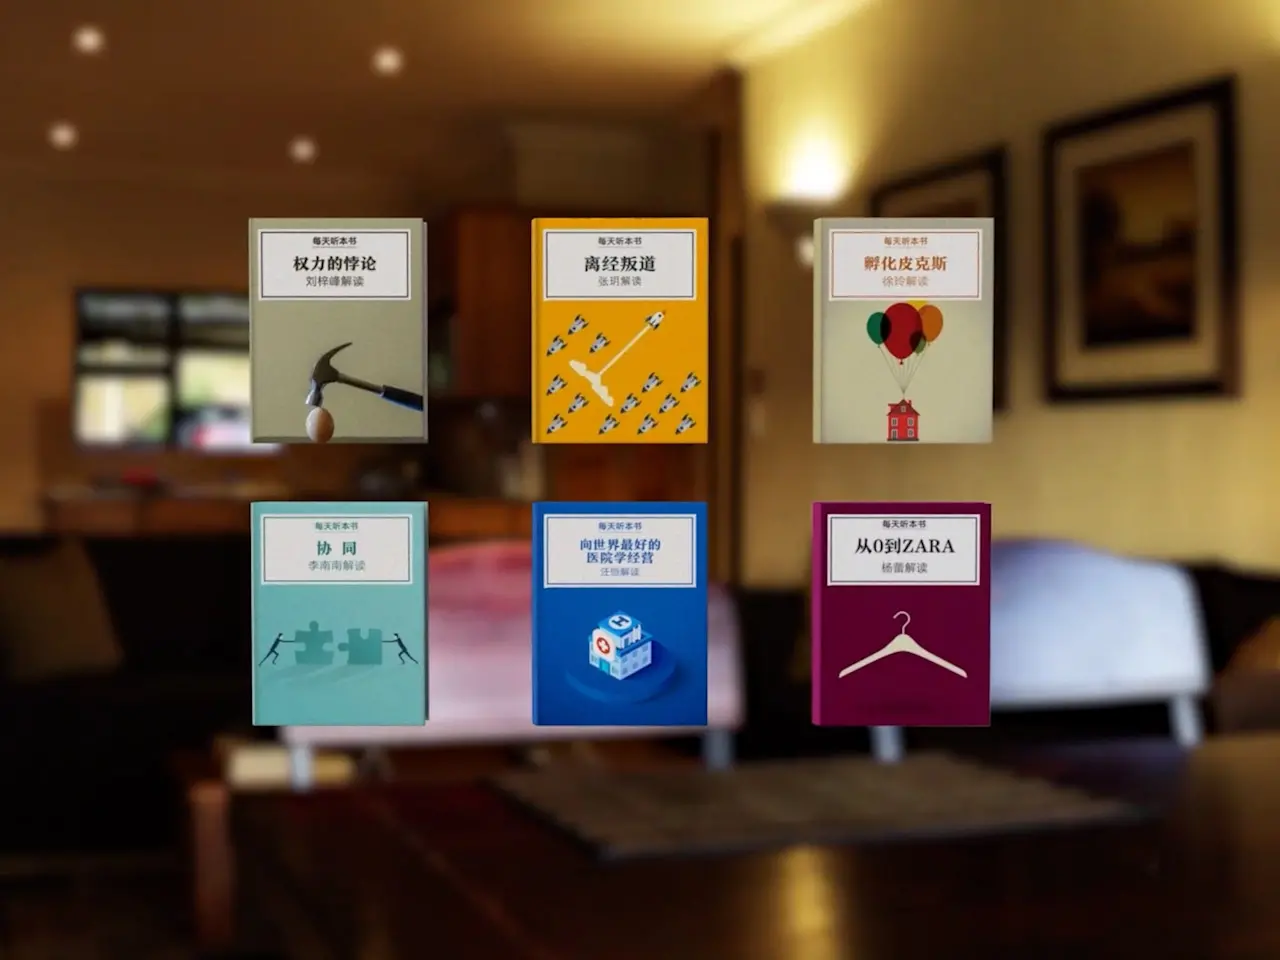 每天听本书
权力的悖论
刘梓峰解读
每天听本书
离经叛道
张玥解读
每天听本书
孵化皮克斯
徐玲解读
每天听本书
协 同
李南南解读
每天听本书
向世界最好的
医院学经营
汪恒解读
每天听本书
从0到ZARA
杨蕾解读
H